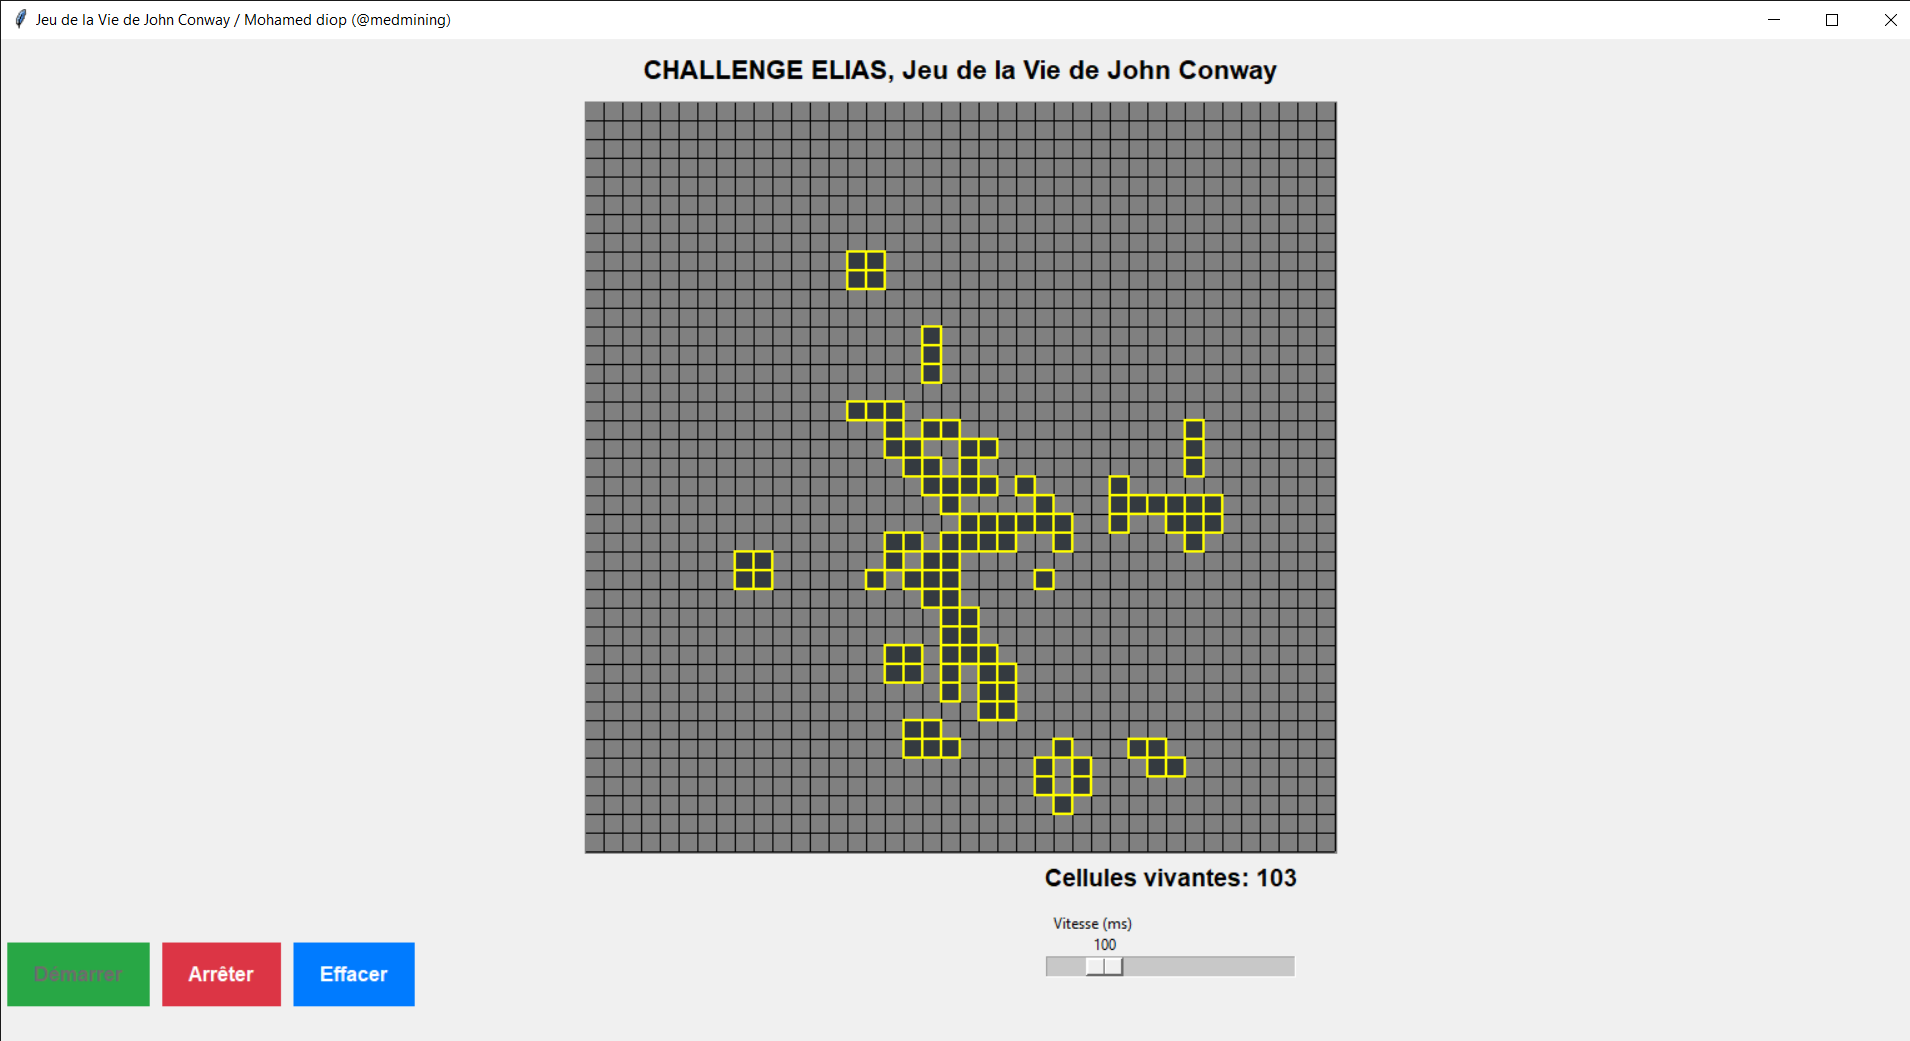 Jeu de la Vie de John Conway / Mohamed diop (@medmining)
CHALLENGE ELIAS, Jeu de la Vie de John Conway
Cellules vivantes: 103
Vitesse (ms)
100
Démarrer
Arrêter
Effacer